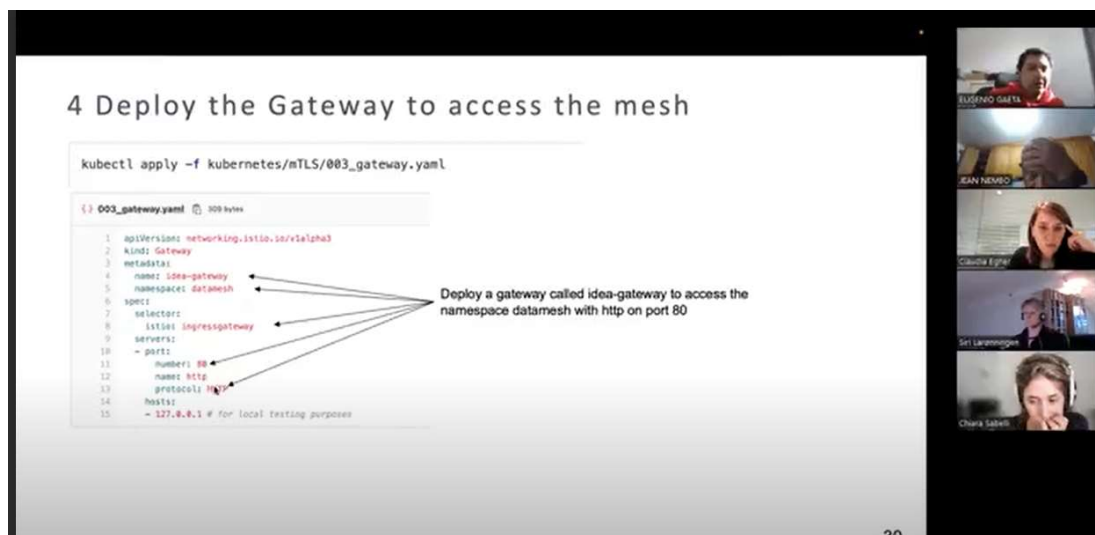 4 Deploy the Gateway to access the mesh
kubectl apply -f kubernetes/mTLS/003_gateway.yaml
{} 003_gateway.yaml 309 bytes
1 apiVersion: networking.istio.io/v1alpha3
2 kind: Gateway
3 metadata:
4 name: idea-gateway
5 namespace: datamesh
6 spec:
7 selector:
8 istio: ingressgateway
9 servers:
10 - port:
11 number: 80
12 name: http
13 protocol: HTTP
14 hosts:
15 - 127.0.0.1 # for local testing purposes
Deploy a gateway called idea-gateway to access the
namespace datamesh with http on port 80
EUGENIO GAETA
JEAN NEMBO
Claudia Egher
Siri Larønningen
Chiara Sabelli